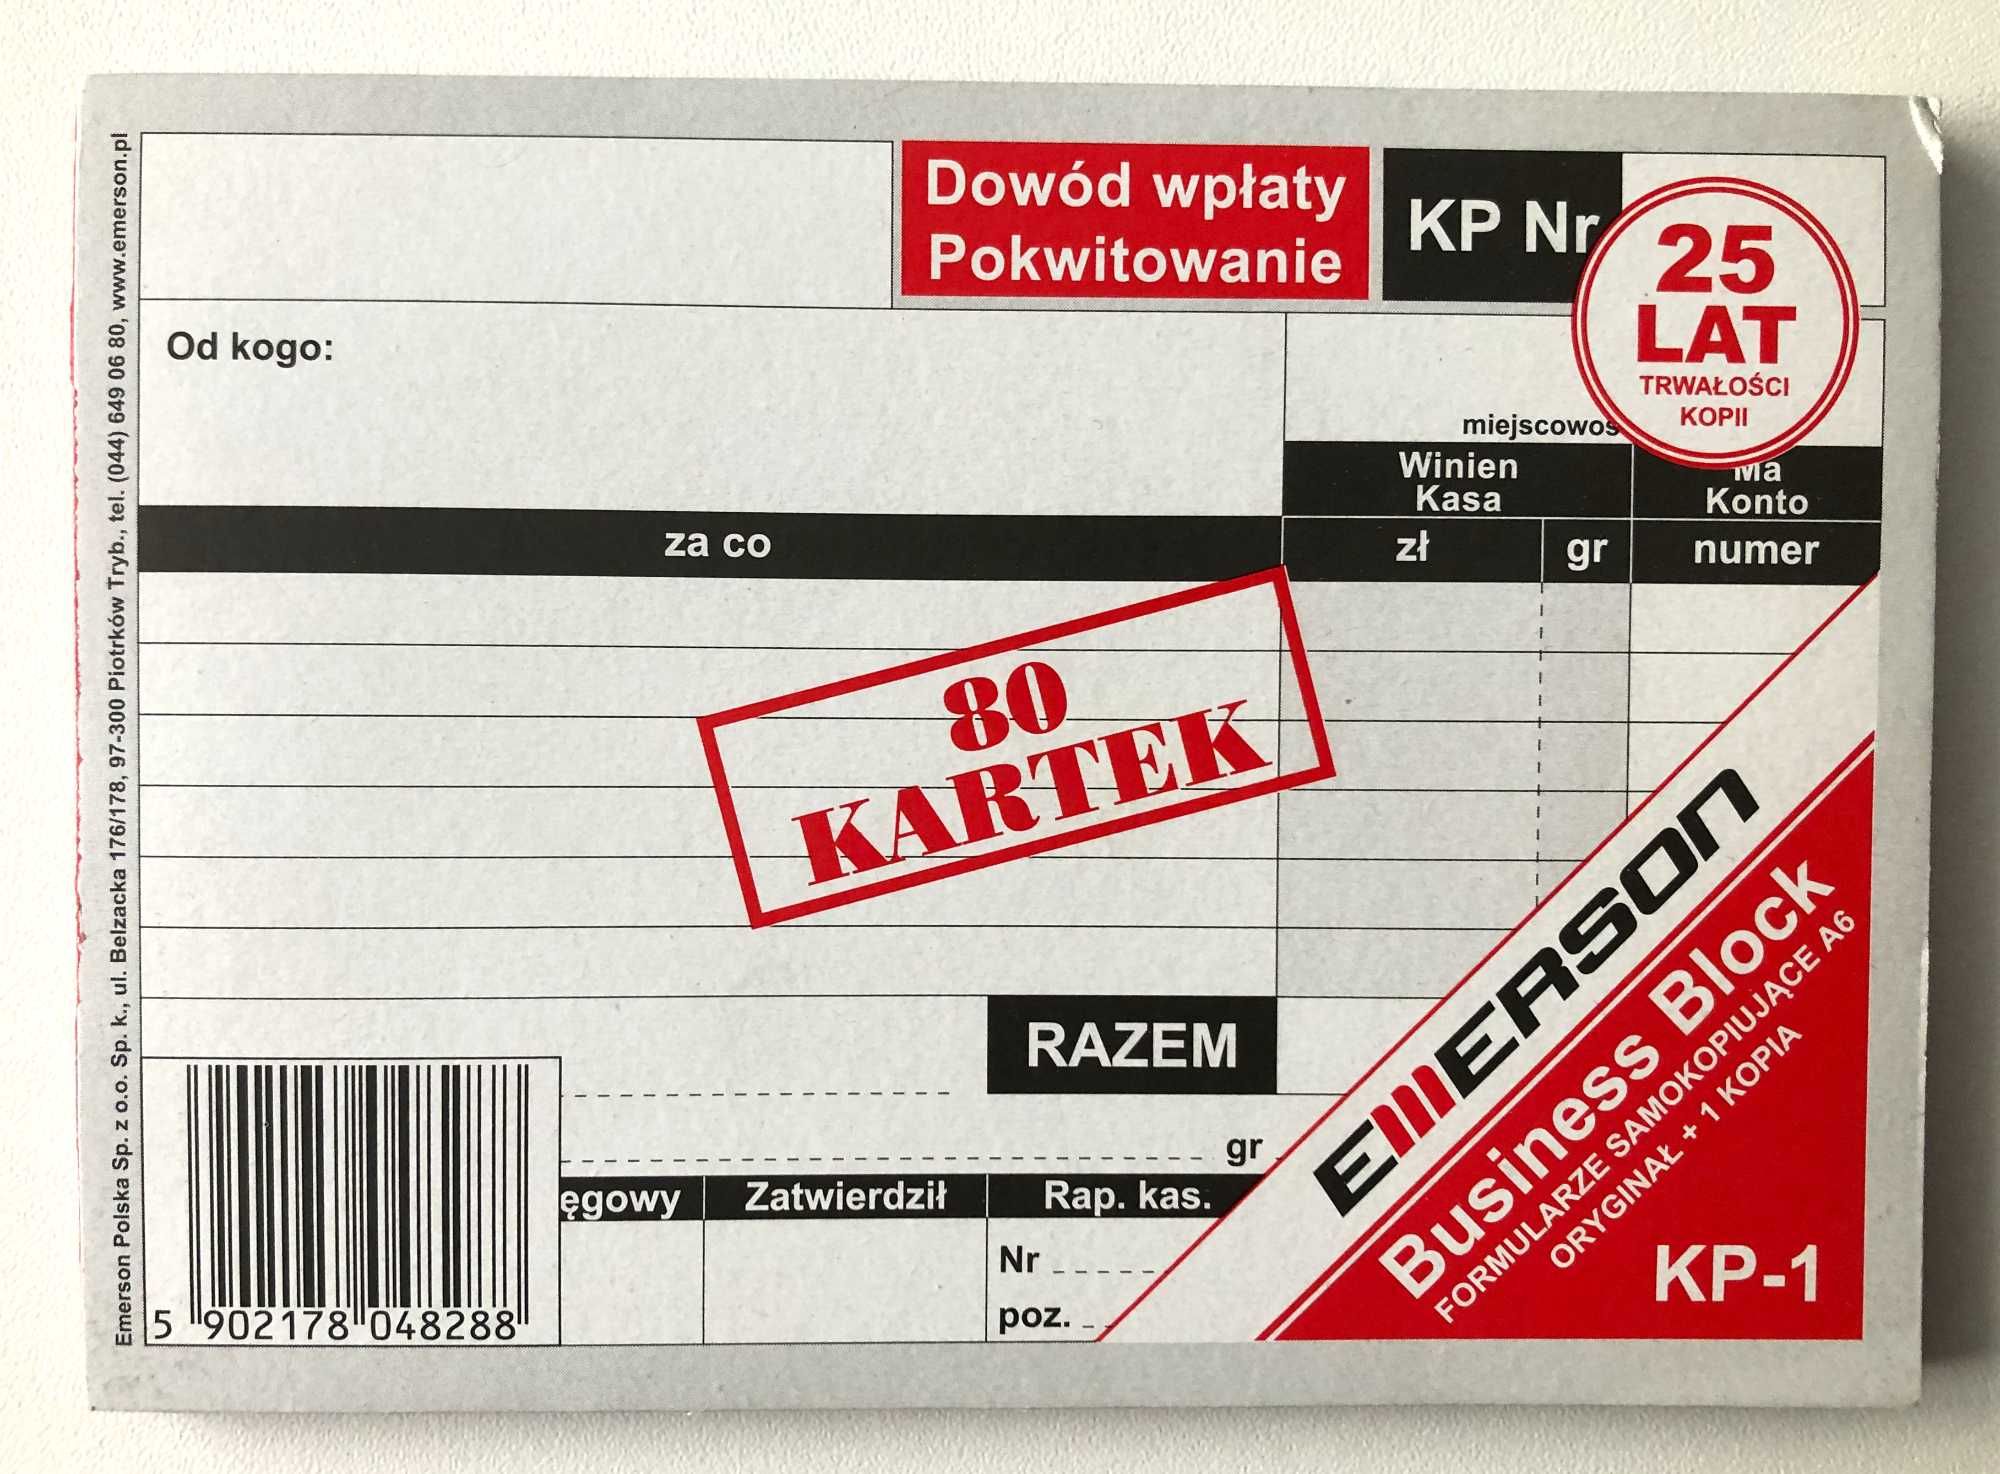 Emerson Polska Sp. z o.o. Sp. k., ul. Belzacka 176/178, 97-300 Piotrków Tryb., tel. (044) 649 06 80, www.emerson.pl
Dowód wpłaty
Pokwitowanie
KP Nr
25
LAT
TRWAŁOŚCI
KOPII
Od kogo:
miejscowoś
Winien
Kasa
Ma
Konto
za co
zł
gr
numer
80
KARTEK
RAZEM
gr
ęgowy
Zatwierdził
Rap. kas.
Nr
poz.
EMERSON
Business Block
FORMULARZE SAMOKOPIUJĄCE A6
ORYGINAŁ + 1 KOPIA
KP-1
5 902178 048288